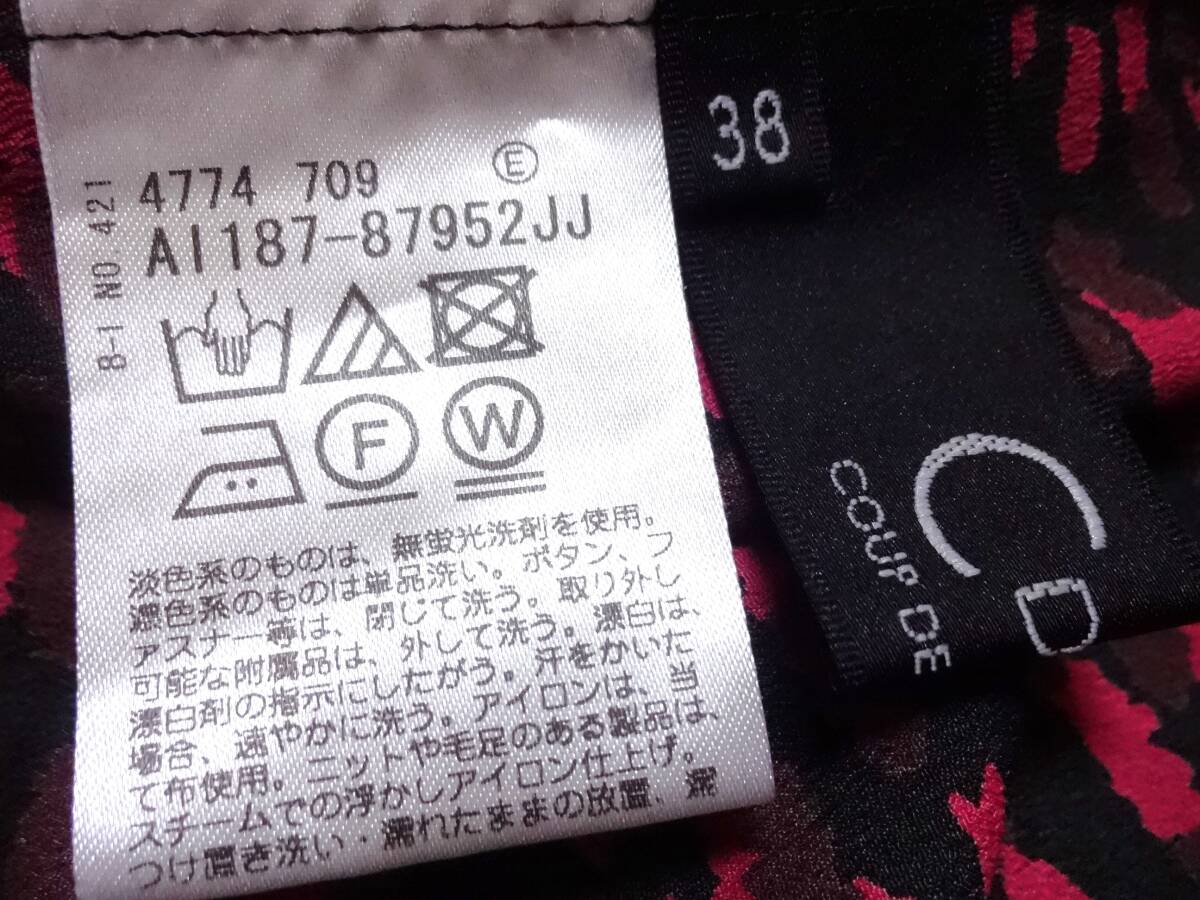 8-I NO 421
4774 709 E
AI187-87952JJ
F W
淡色系のものは、無蛍光洗剤を使用。
濃色系のものは単品洗い。ボタン、フ
ァスナー等は、閉じて洗う。取り外し
可能な附属品は、外して洗う。漂白は、
漂白剤の指示にしたがう。汗をかいた
場合、速やかに洗う。アイロンは、当
て布使用。ニットや毛足のある製品は、
スチームでの浮かしアイロン仕上げ。
つけ置き洗い・濡れたままの放置、濡
38
CD
COUP DE